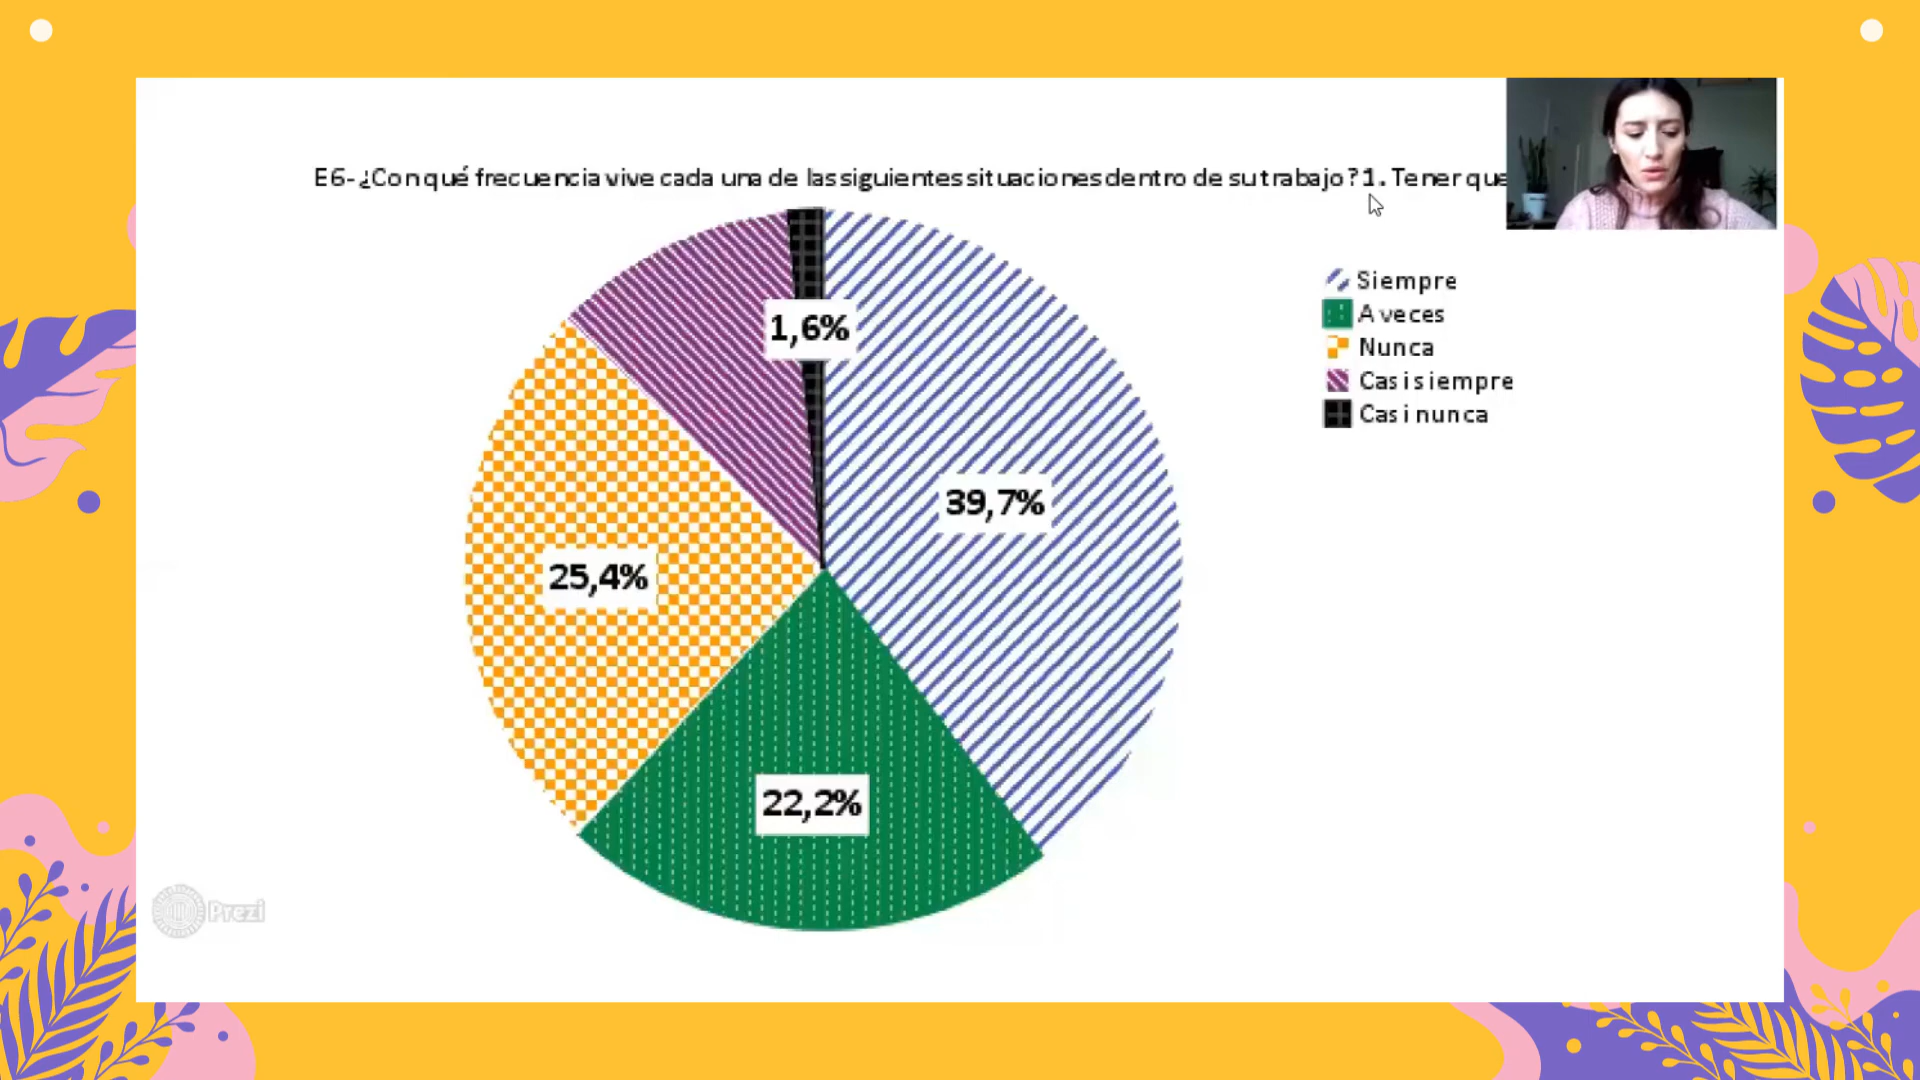 E6-¿Con qué frecuencia vive cada una de las siguientes situaciones dentro de su trabajo? 1. Tener que
Siempre
A veces
Nunca
Casi siempre
Casi nunca
1,6%
39,7%
25,4%
22,2%
Prezi